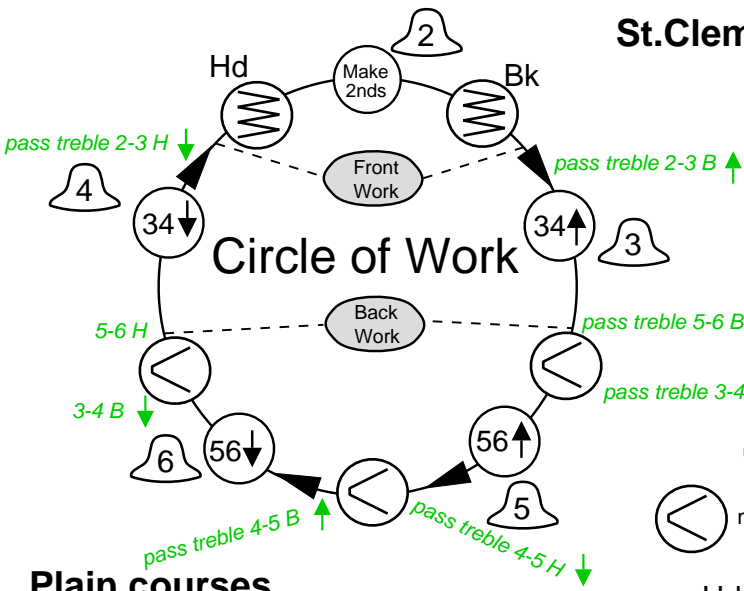 2
St.Clem
Hd
Make
2nds
Bk
pass treble 2-3 H
pass treble 2-3 B
4
Front
Work
34
34
3
Circle of Work
5-6 H
Back
Work
pass treble 5-6 B
3-4 B
pass treble 3-4
6
56
56
5
pass treble 4-5 B
pass treble 4-5 H
Plain courses